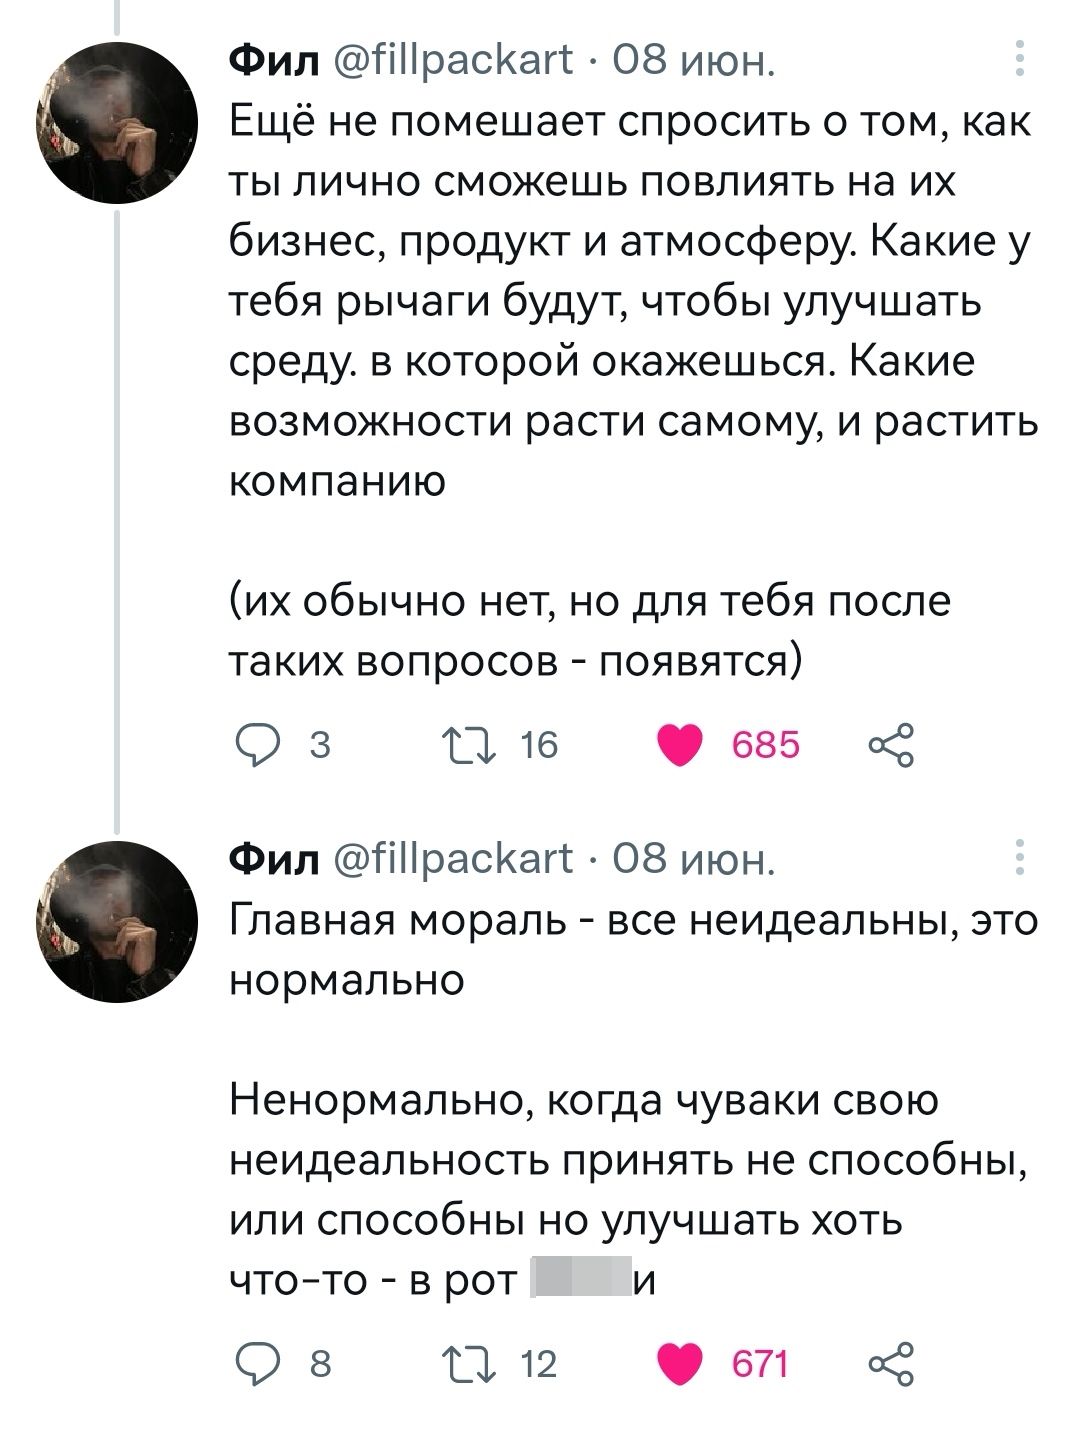 Фил @fillpackart · 08 июн.
Ещё не помешает спросить о том, как
ты лично сможешь повлиять на их
бизнес, продукт и атмосферу. Какие у
тебя рычаги будут, чтобы улучшать
среду. в которой окажешься. Какие
возможности расти самому, и растить
компанию
(их обычно нет, но для тебя после
таких вопросов - появятся)
3 16 685
Фил @fillpackart · 08 июн.
Главная мораль - все неидеальны, это
нормально
Ненормально, когда чуваки свою
неидеальность принять не способны,
или способны но улучшать хоть
что-то - в рот и
8 12 671